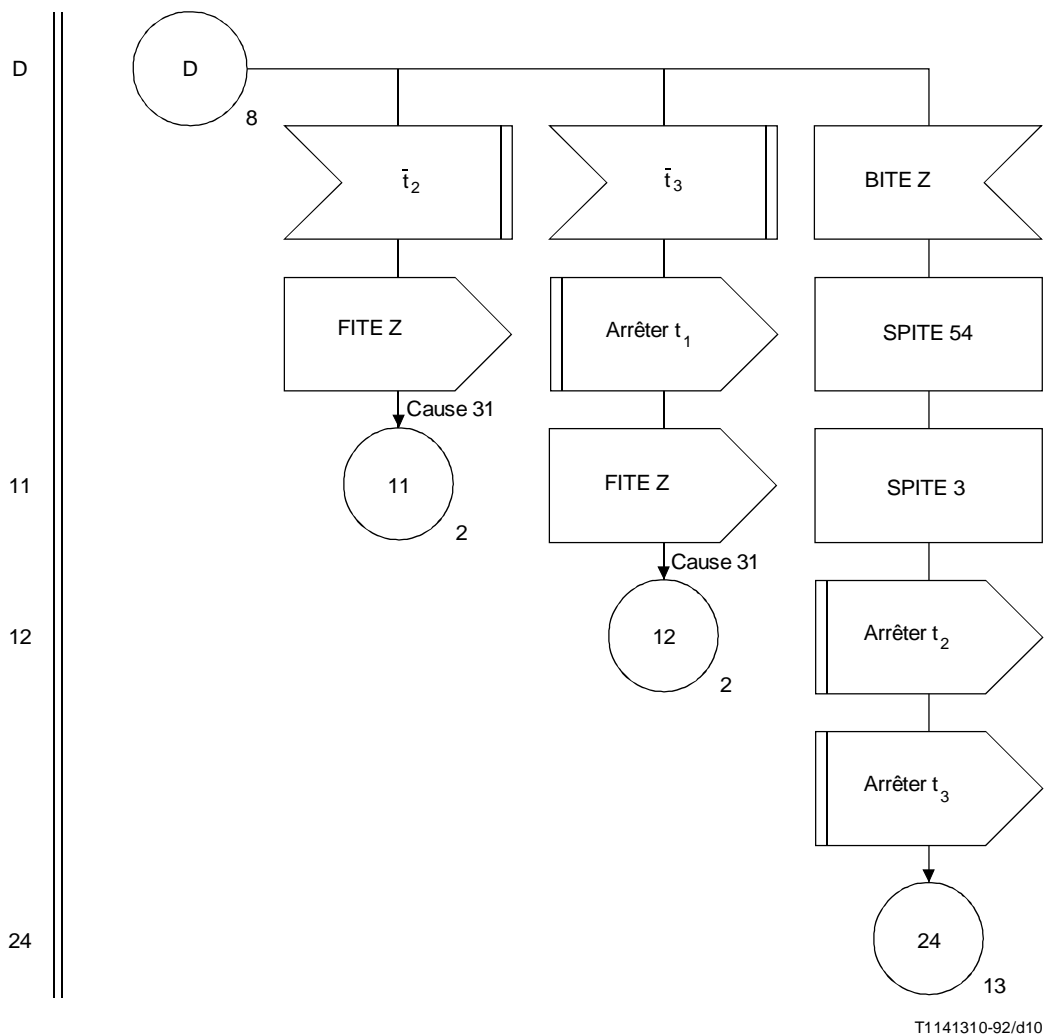 D
D
8
t̄2
t̄3
BITE Z
FITE Z
Arrêter t1
SPITE 54
Cause 31
11
11
2
FITE Z
SPITE 3
Cause 31
12
12
2
Arrêter t2
Arrêter t3
24
24
13
T1141310-92/d10